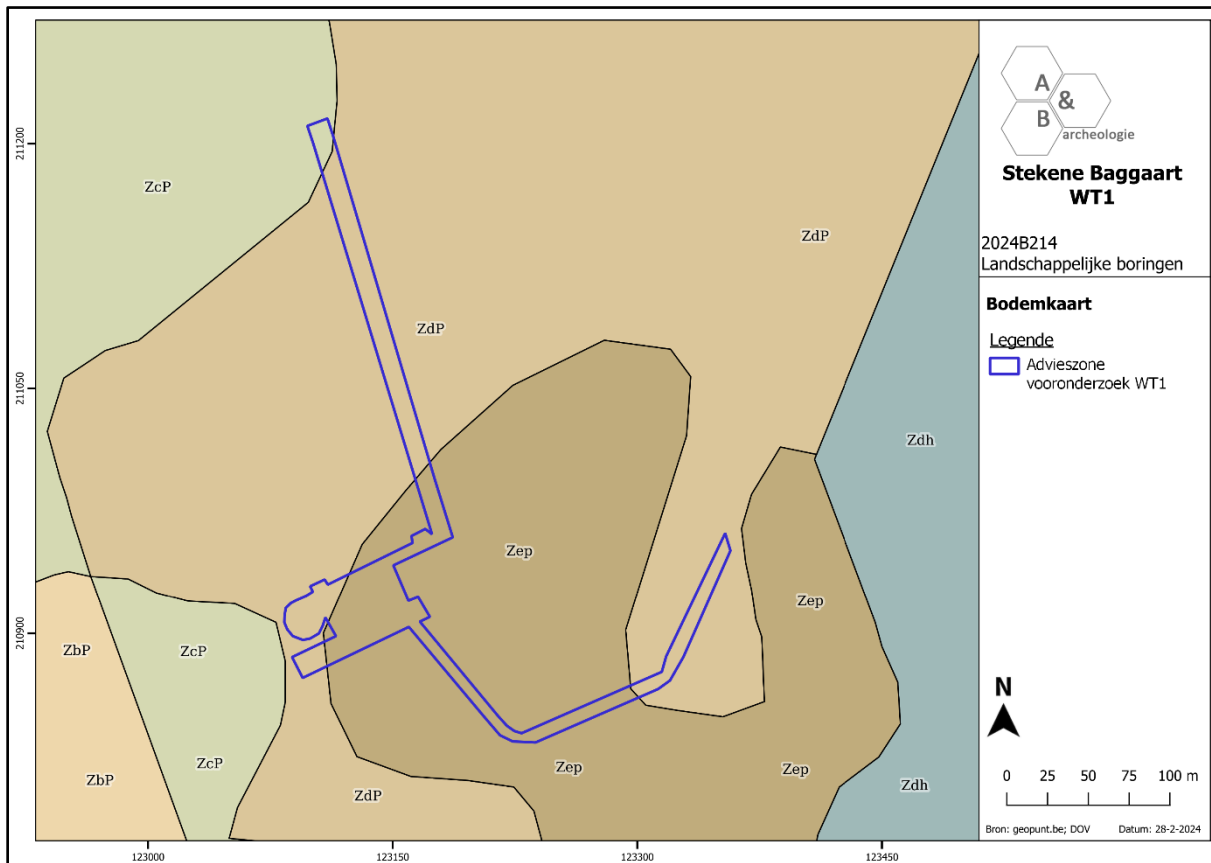 ZcP
ZdP
ZdP
Zdh
Zep
Zep
ZbP
ZcP
ZcP
ZbP
ZdP
Zep
Zep
Zdh
211200
211050
210900
123000
123150
123300
123450
A
&
B
archeologie
Stekene Baggaart
WT1
2024B214
Landschappelijke boringen
Bodemkaart
Legende
Advieszone
vooronderzoek WT1
N
0 25 50 75 100 m
Bron: geopunt.be; DOV Datum: 28-2-2024